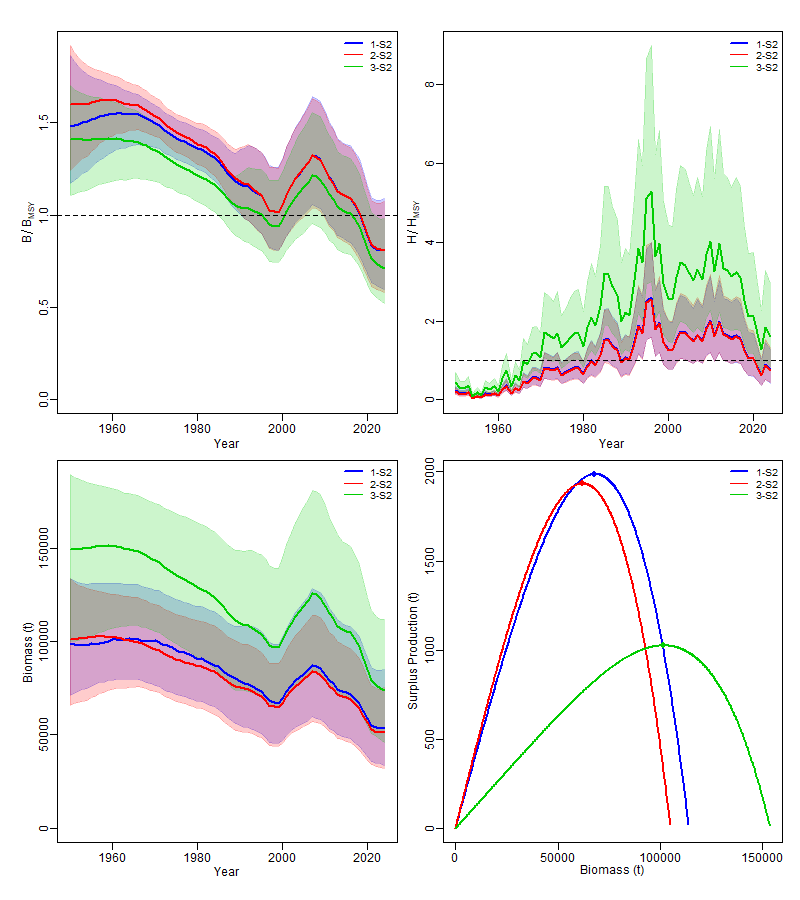 1-S2
2-S2
3-S2
B / B_MSY
0.0
0.5
1.0
1.5
1960
1980
2000
2020
Year
1-S2
2-S2
3-S2
H / H_MSY
0
2
4
6
8
1960
1980
2000
2020
Year
1-S2
2-S2
3-S2
Biomass (t)
0
50000
100000
150000
1960
1980
2000
2020
Year
1-S2
2-S2
3-S2
Surplus Production (t)
0
500
1000
1500
2000
0
50000
100000
150000
Biomass (t)